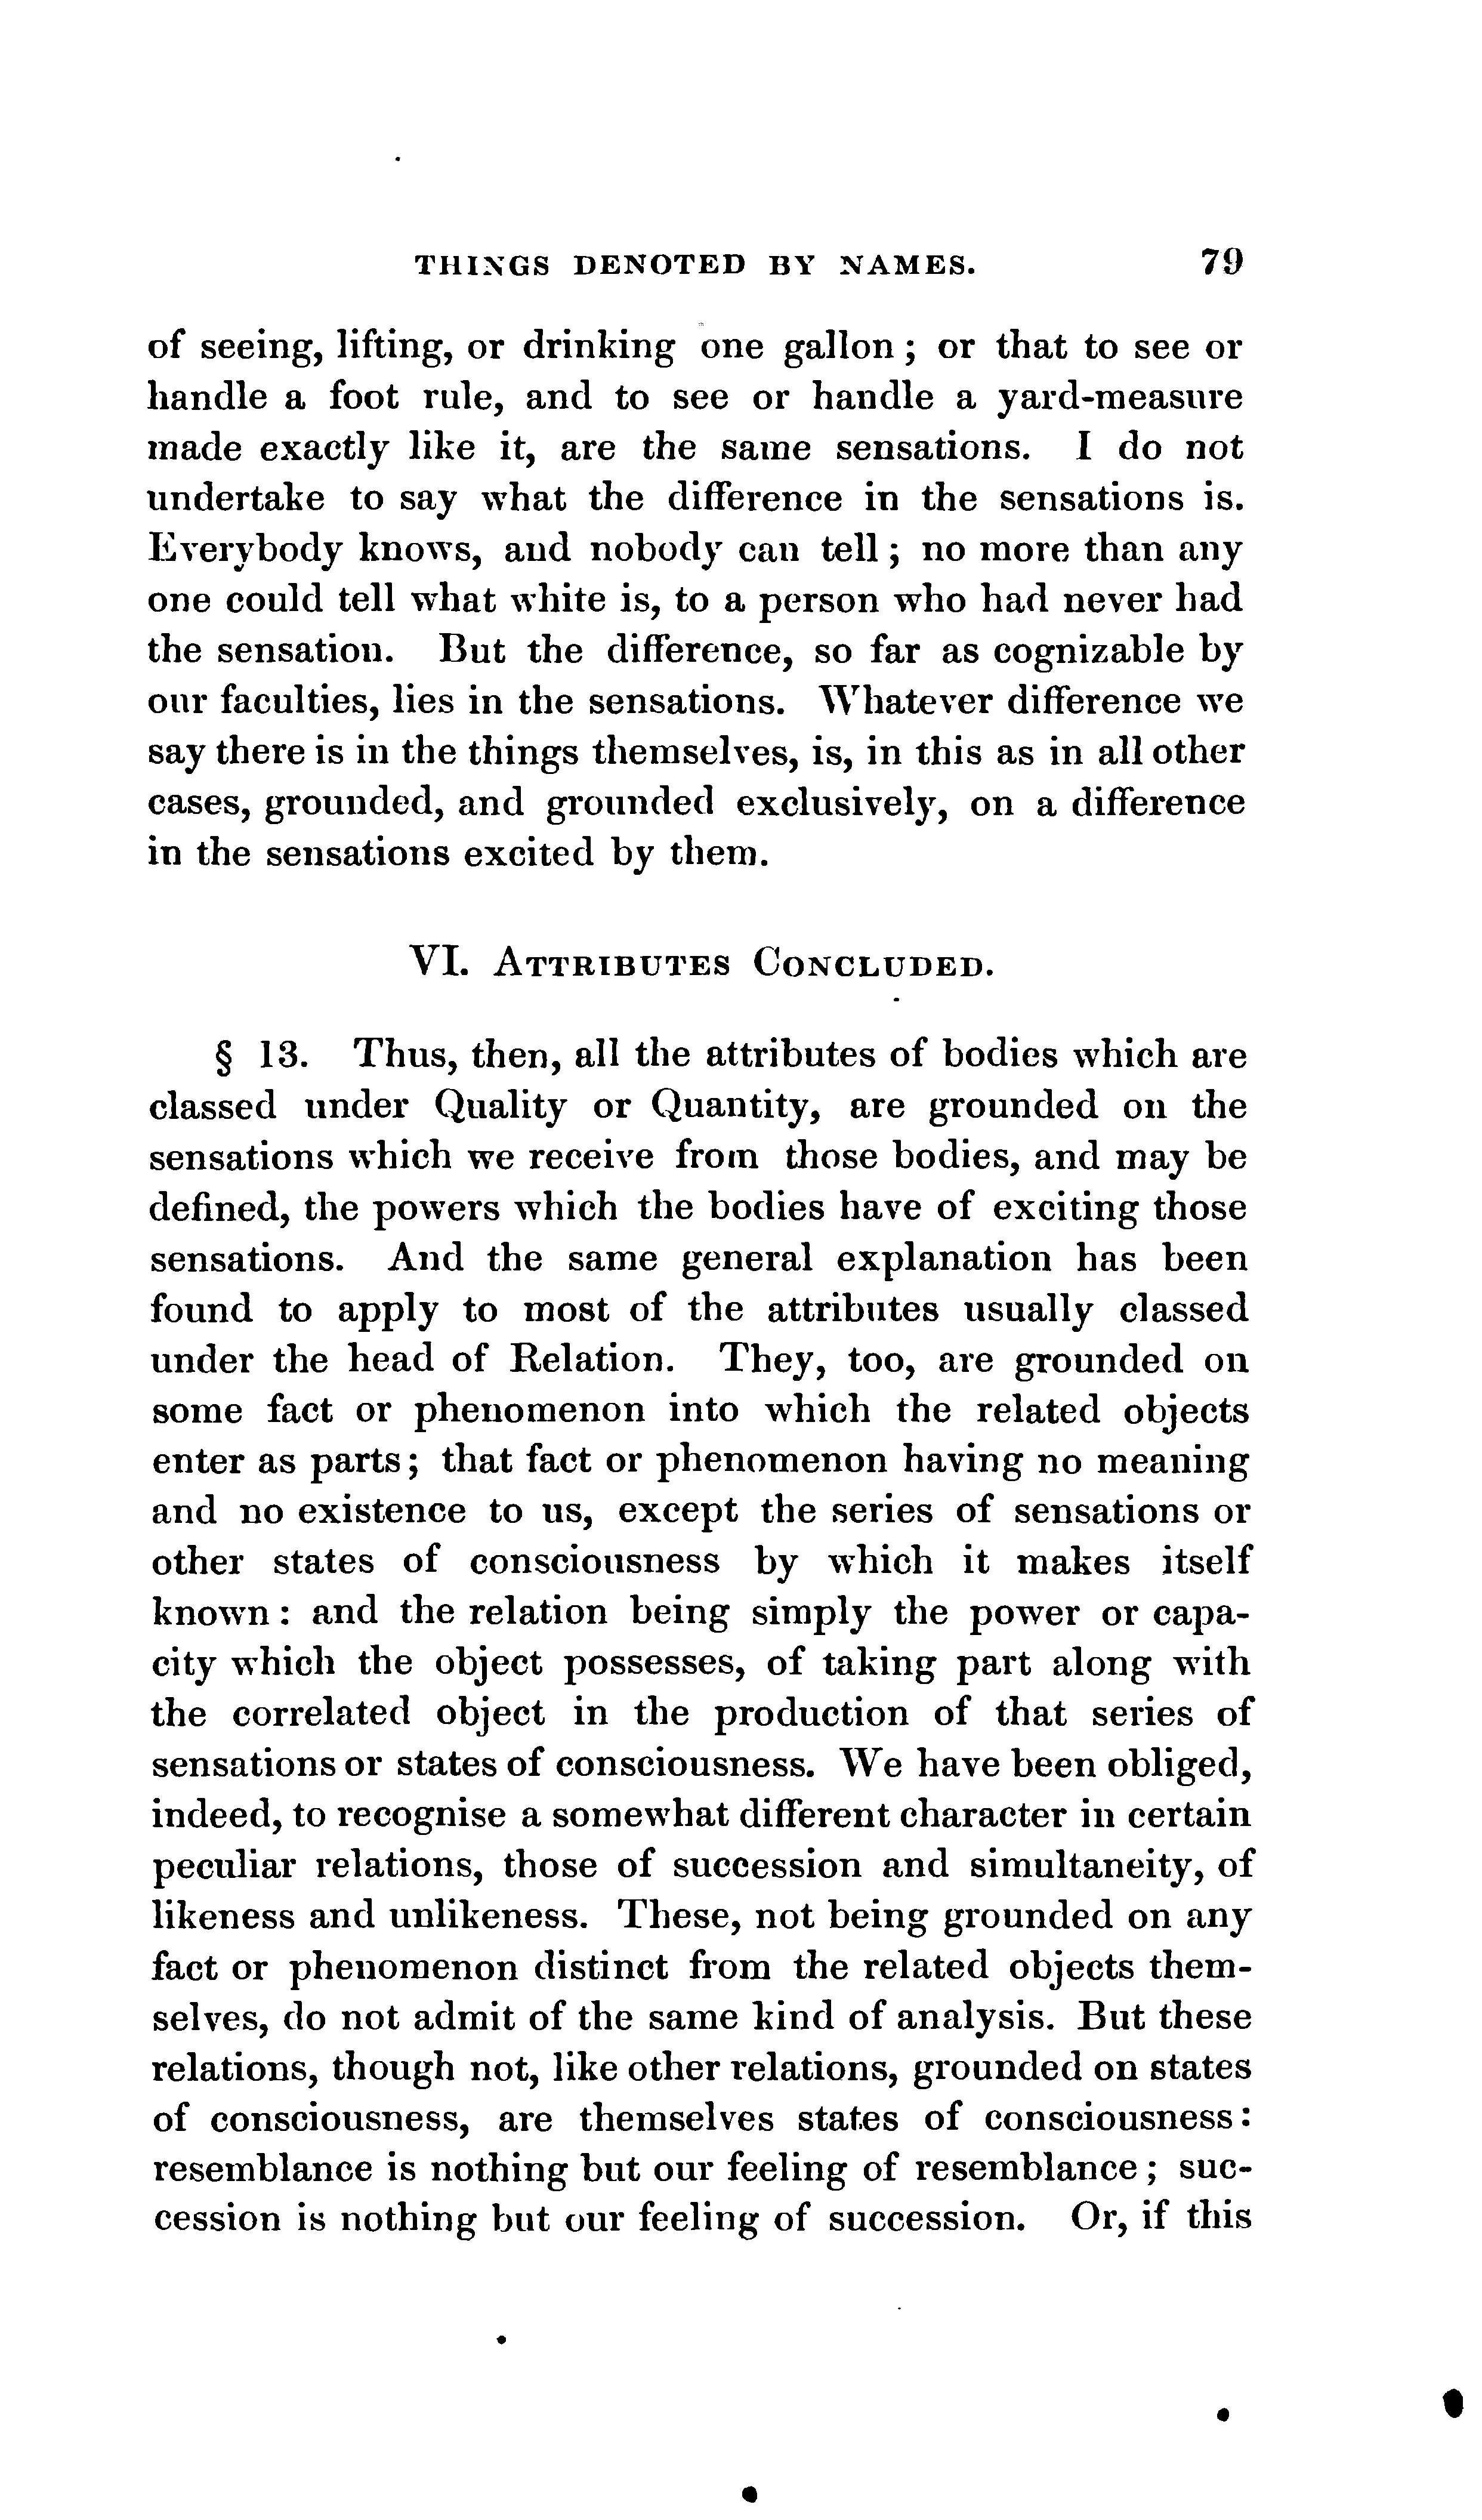 THINGS DENOTED BY NAMES. 79
of seeing, lifting, or drinking one gallon; or that to see or
handle a foot rule, and to see or handle a yard-measure
made exactly like it, are the same sensations. I do not
undertake to say what the difference in the sensations is.
Everybody knows, and nobody can tell; no more than any
one could tell what white is, to a person who had never had
the sensation. But the difference, so far as cognizable by
our faculties, lies in the sensations. Whatever difference we
say there is in the things themselves, is, in this as in all other
cases, grounded, and grounded exclusively, on a difference
in the sensations excited by them.
VI. ATTRIBUTES CONCLUDED.
§ 13. Thus, then, all the attributes of bodies which are
classed under Quality or Quantity, are grounded on the
sensations which we receive from those bodies, and may be
defined, the powers which the bodies have of exciting those
sensations. And the same general explanation has been
found to apply to most of the attributes usually classed
under the head of Relation. They, too, are grounded on
some fact or phenomenon into which the related objects
enter as parts; that fact or phenomenon having no meaning
and no existence to us, except the series of sensations or
other states of consciousness by which it makes itself
known: and the relation being simply the power or capa-
city which the object possesses, of taking part along with
the correlated object in the production of that series of
sensations or states of consciousness. We have been obliged,
indeed, to recognise a somewhat different character in certain
peculiar relations, those of succession and simultaneity, of
likeness and unlikeness. These, not being grounded on any
fact or phenomenon distinct from the related objects them-
selves, do not admit of the same kind of analysis. But these
relations, though not, like other relations, grounded on states
of consciousness, are themselves states of consciousness:
resemblance is nothing but our feeling of resemblance; suc-
cession is nothing but our feeling of succession. Or, if this